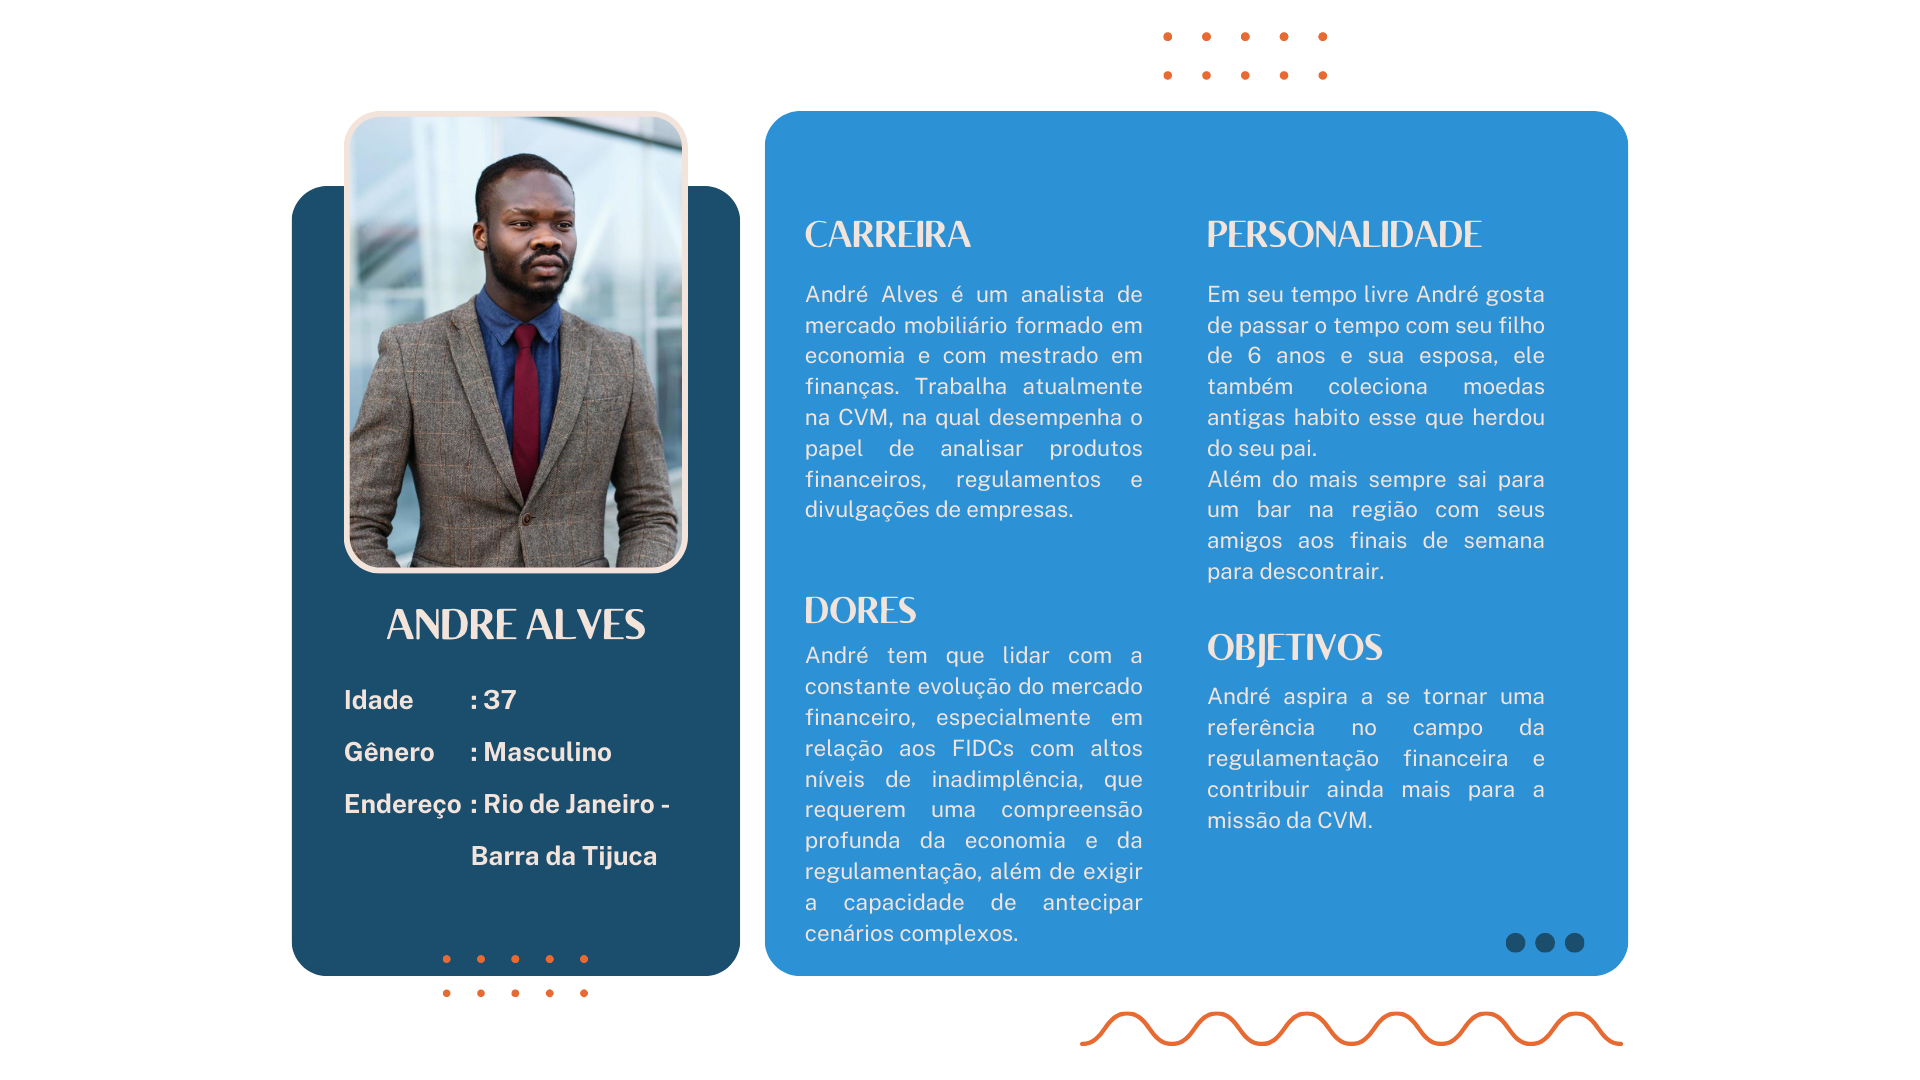 ANDRE ALVES
Idade : 37
Gênero : Masculino
Endereço : Rio de Janeiro -
Barra da Tijuca
CARREIRA
André Alves é um analista de
mercado mobiliário formado em
economia e com mestrado em
finanças. Trabalha atualmente
na CVM, na qual desempenha o
papel de analisar produtos
financeiros, regulamentos e
divulgações de empresas.
DORES
André tem que lidar com a
constante evolução do mercado
financeiro, especialmente em
relação aos FIDCs com altos
níveis de inadimplência, que
requerem uma compreensão
profunda da economia e da
regulamentação, além de exigir
a capacidade de antecipar
cenários complexos.
PERSONALIDADE
Em seu tempo livre André gosta
de passar o tempo com seu filho
de 6 anos e sua esposa, ele
também coleciona moedas
antigas habito esse que herdou
do seu pai.
Além do mais sempre sai para
um bar na região com seus
amigos aos finais de semana
para descontrair.
OBJETIVOS
André aspira a se tornar uma
referência no campo da
regulamentação financeira e
contribuir ainda mais para a
missão da CVM.